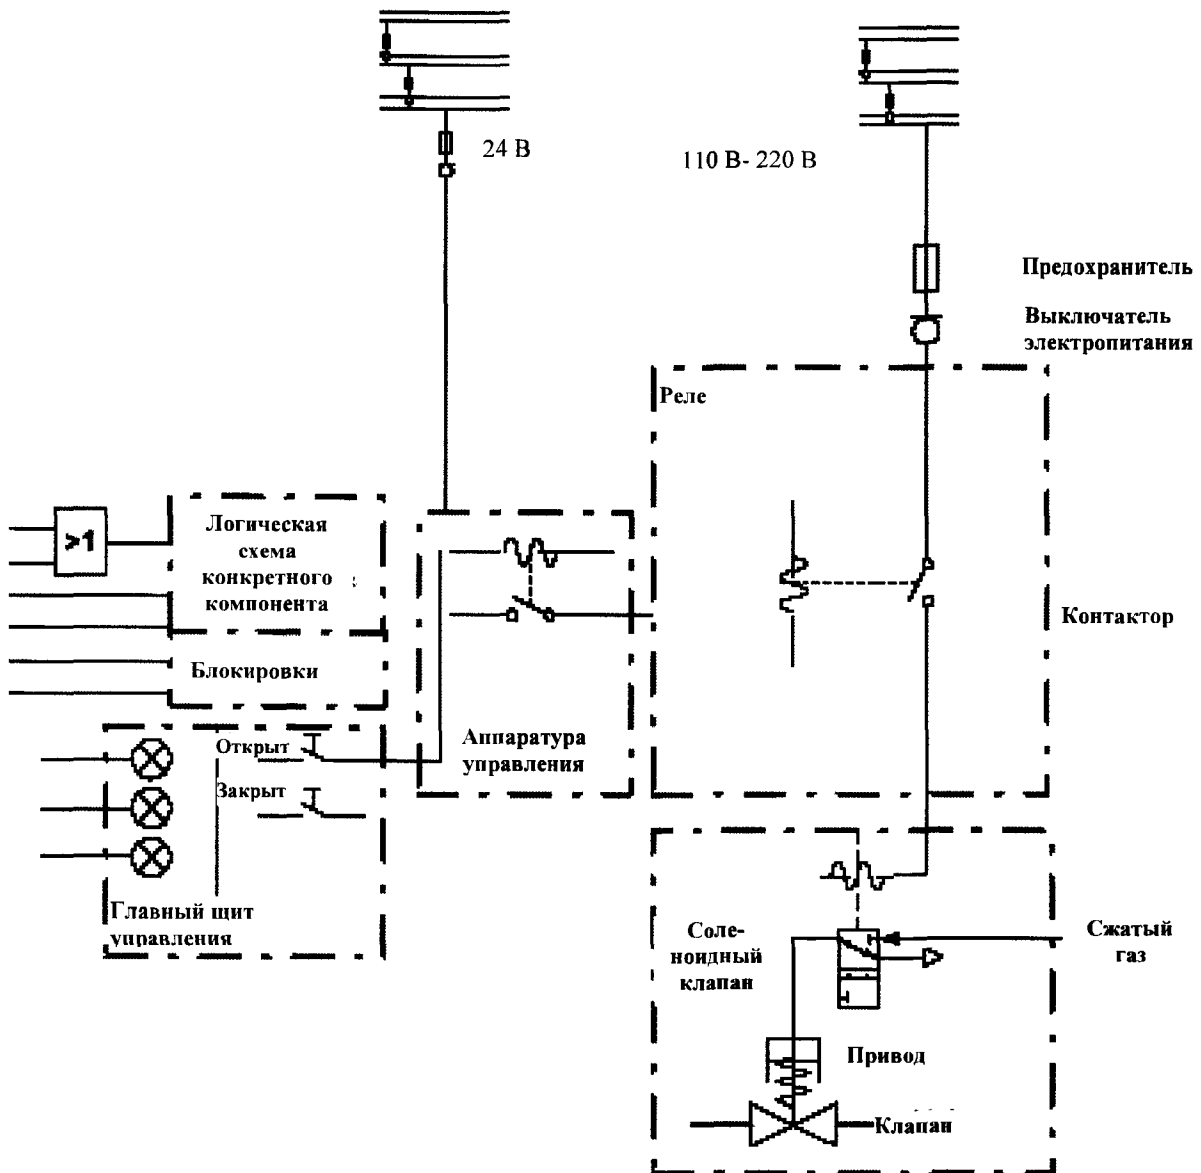 24 В
110 В- 220 В
Предохранитель
Выключатель
электропитания
Реле
>1
Логическая
схема
конкретного
компонента
Контактор
Блокировки
Открыт
Закрыт
Аппаратура
управления
Главный щит
управления
Соле-
ноидный
клапан
Сжатый
газ
Привод
Клапан